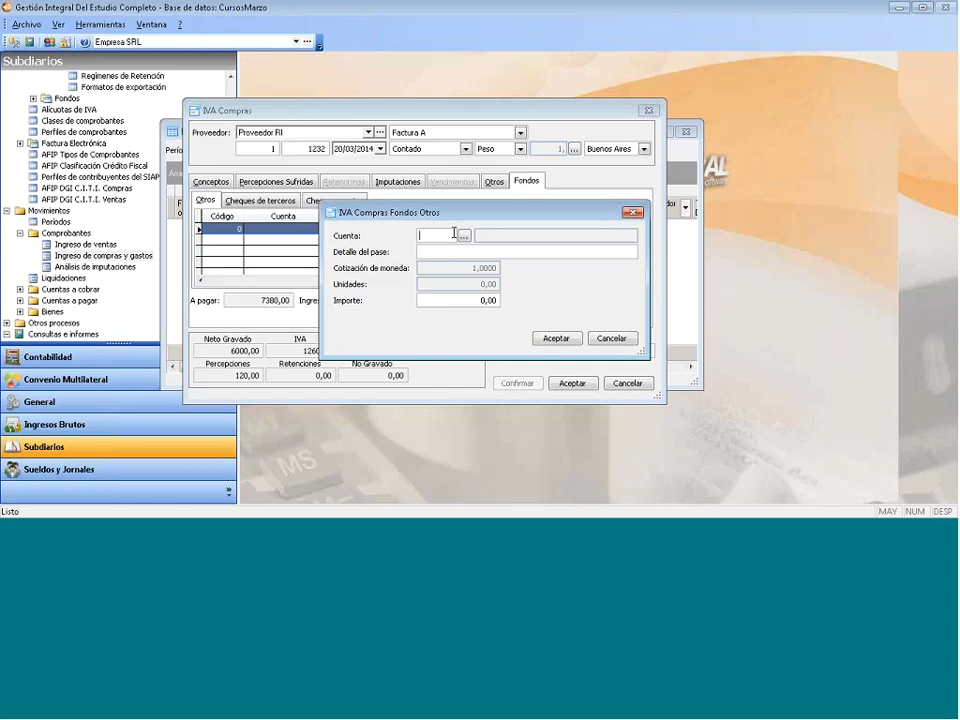 Gestión Integral Del Estudio Completo - Base de datos: CursosMarzo
Archivo Ver Herramientas Ventana ?
Empresa SRL
Subdiarios
Regímenes de Retención
Formatos de exportación
Fondos
Alícuotas de IVA
Clases de comprobantes
Perfiles de comprobantes
Factura Electrónica
AFIP Tipos de Comprobantes
AFIP Clasificación Crédito Fiscal
Perfiles de contribuyentes del SIAP
AFIP DGI C.I.T.I. Compras
AFIP DGI C.I.T.I. Ventas
Movimientos
Períodos
Comprobantes
Ingreso de ventas
Ingreso de compras y gastos
Análisis de imputaciones
Liquidaciones
Cuentas a cobrar
Cuentas a pagar
Bienes
Otros procesos
Consultas e informes
Contabilidad
Convenio Multilateral
General
Ingresos Brutos
Subdiarios
Sueldos y Jornales
Listo
IVA Compras
Proveedor: Proveedor RI Factura A
1 1232 20/03/2014 Contado Peso 1, ... Buenos Aires
Conceptos Percepciones Sufridas Retenciones Imputaciones Vencimientos Otros Fondos
Otros Cheques de terceros
Código Cuenta
0
A pagar: 7380,00
Neto Gravado IVA
6000,00 1260
Percepciones Retenciones No Gravado
120,00 0,00 0,00
Confirmar Aceptar Cancelar
IVA Compras Fondos Otros
Cuenta: ...
Detalle del pase:
Cotización de moneda: 1,0000
Unidades: 0,00
Importe: 0,00
Aceptar Cancelar
MS
MAY NUM DESP